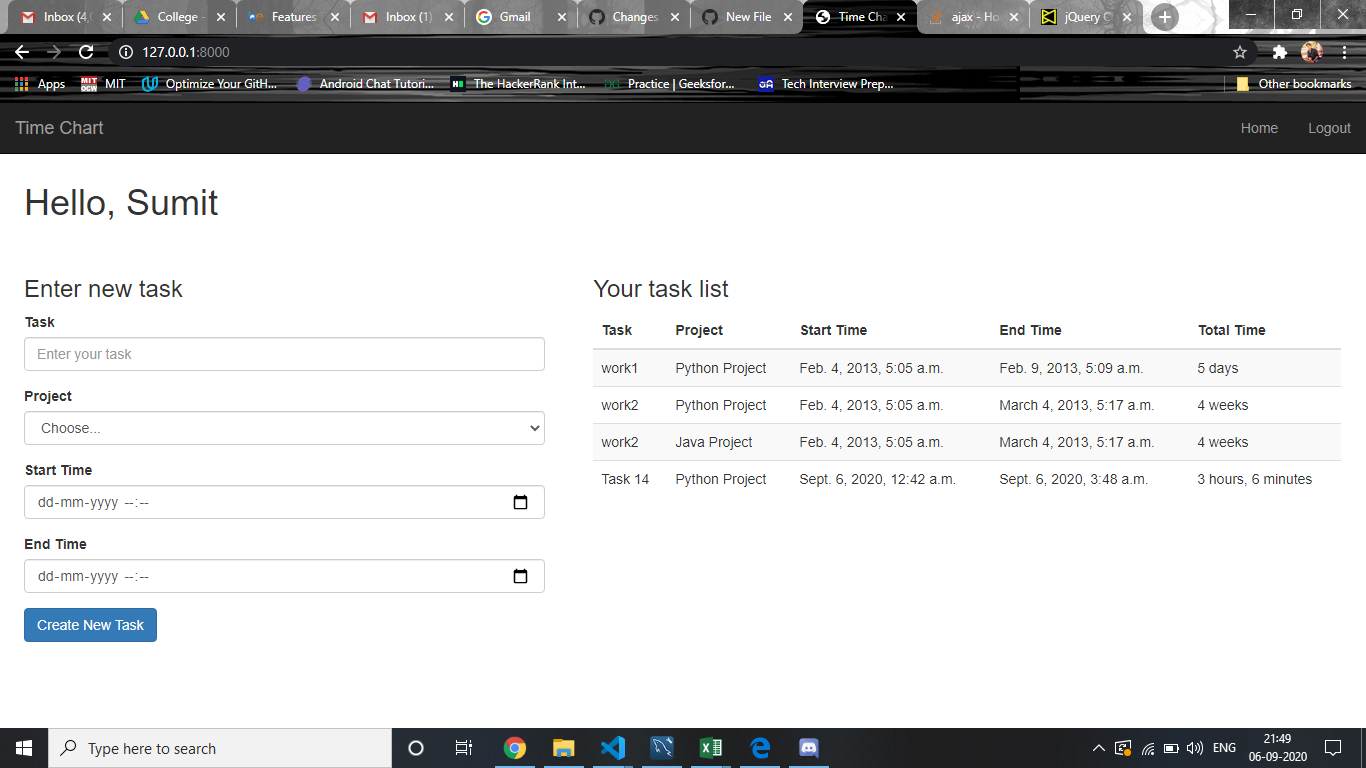 Inbox (4, College - Features Inbox (1) Gmail Changes New File Time Cha ajax - Ho jQuery C
127.0.0.1:8000
Apps MIT OCW MIT Optimize Your GitH... Android Chat Tutori... The HackerRank Int... Practice | Geeksfor... Tech Interview Prep... Other bookmarks
Time Chart Home Logout
Hello, Sumit
Enter new task
Task
Enter your task
Project
Choose...
Start Time
dd-mm-yyyy --:--
End Time
dd-mm-yyyy --:--
Create New Task
Your task list
Task Project Start Time End Time Total Time
work1 Python Project Feb. 4, 2013, 5:05 a.m. Feb. 9, 2013, 5:09 a.m. 5 days
work2 Python Project Feb. 4, 2013, 5:05 a.m. March 4, 2013, 5:17 a.m. 4 weeks
work2 Java Project Feb. 4, 2013, 5:05 a.m. March 4, 2013, 5:17 a.m. 4 weeks
Task 14 Python Project Sept. 6, 2020, 12:42 a.m. Sept. 6, 2020, 3:48 a.m. 3 hours, 6 minutes
Type here to search
ENG
21:49
06-09-2020